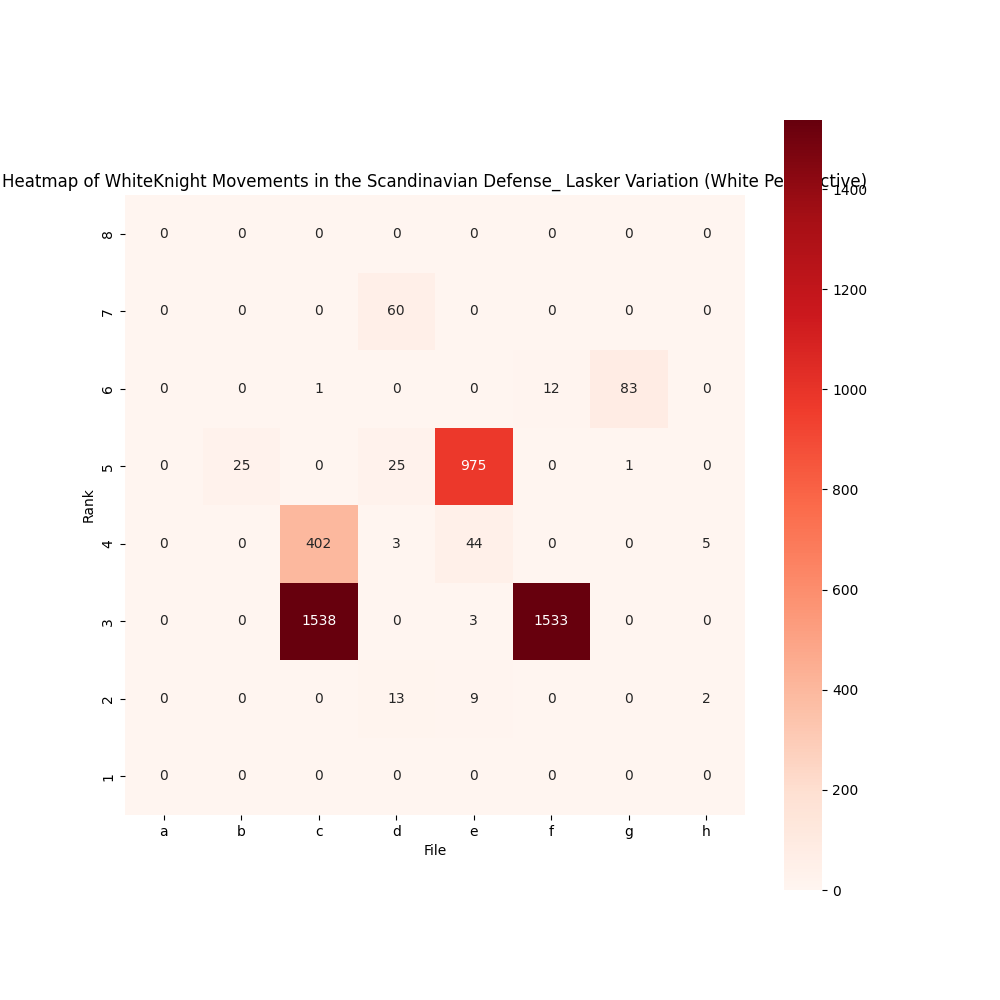 Heatmap of WhiteKnight Movements in the Scandinavian Defense_ Lasker Variation (White Pe ctive)
8 0 0 0 0 0 0 0 0
7 0 0 0 60 0 0 0 0
6 0 0 1 0 0 12 83 0
5 0 25 0 25 975 0 1 0
4 0 0 402 3 44 0 0 5
3 0 0 1538 0 3 1533 0 0
2 0 0 0 13 9 0 0 2
1 0 0 0 0 0 0 0 0
a b c d e f g h
File
Rank
1400
1200
1000
800
600
400
200
0